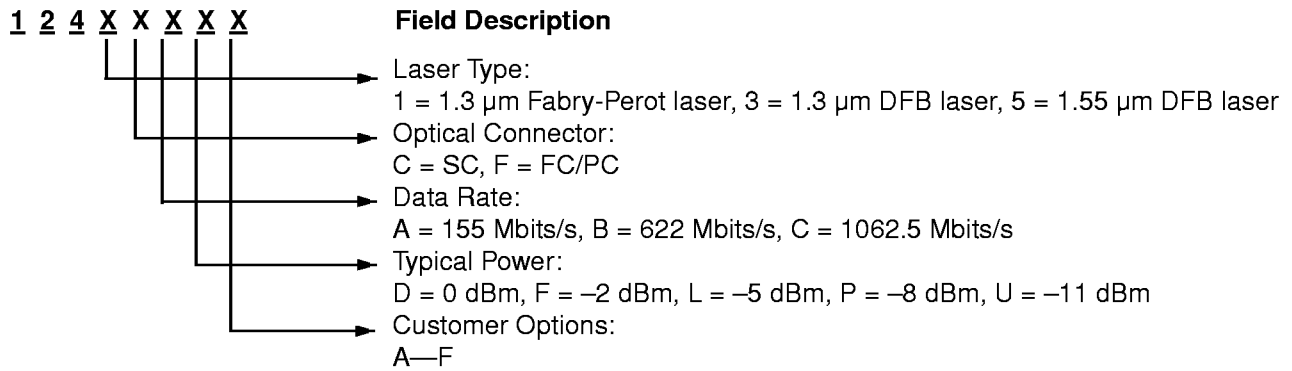 1 2 4 X X X X X Field Description
Laser Type:
1 = 1.3 µm Fabry-Perot laser, 3 = 1.3 µm DFB laser, 5 = 1.55 µm DFB laser
Optical Connector:
C = SC, F = FC/PC
Data Rate:
A = 155 Mbits/s, B = 622 Mbits/s, C = 1062.5 Mbits/s
Typical Power:
D = 0 dBm, F = –2 dBm, L = –5 dBm, P = –8 dBm, U = –11 dBm
Customer Options:
A—F